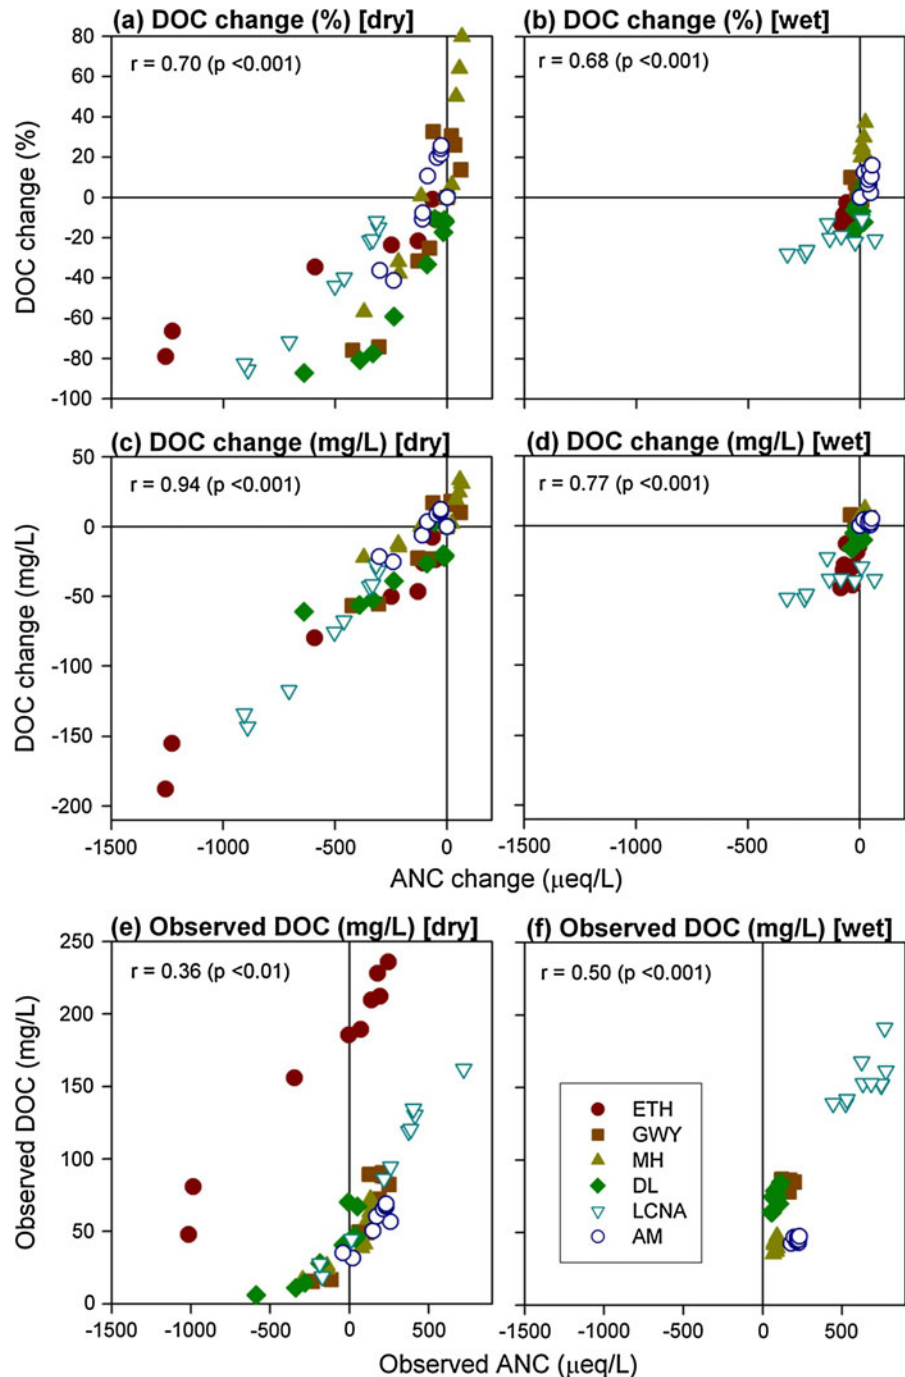 (a) DOC change (%) [dry]
(b) DOC change (%) [wet]
DOC change (%)
80
60
40
20
0
-20
-40
-60
-80
-100
r = 0.70 (p <0.001)
r = 0.68 (p <0.001)
(c) DOC change (mg/L) [dry]
(d) DOC change (mg/L) [wet]
DOC change (mg/L)
50
0
-50
-100
-150
-200
r = 0.94 (p <0.001)
r = 0.77 (p <0.001)
-1500 -1000 -500 0
-1500 -1000 -500 0
ANC change (µeq/L)
(e) Observed DOC (mg/L) [dry]
(f) Observed DOC (mg/L) [wet]
Observed DOC (mg/L)
250
200
150
100
50
0
r = 0.36 (p <0.01)
r = 0.50 (p <0.001)
ETH
GWY
MH
DL
LCNA
AM
-1500 -1000 -500 0 500
-1500 -1000 -500 0 500
Observed ANC (µeq/L)